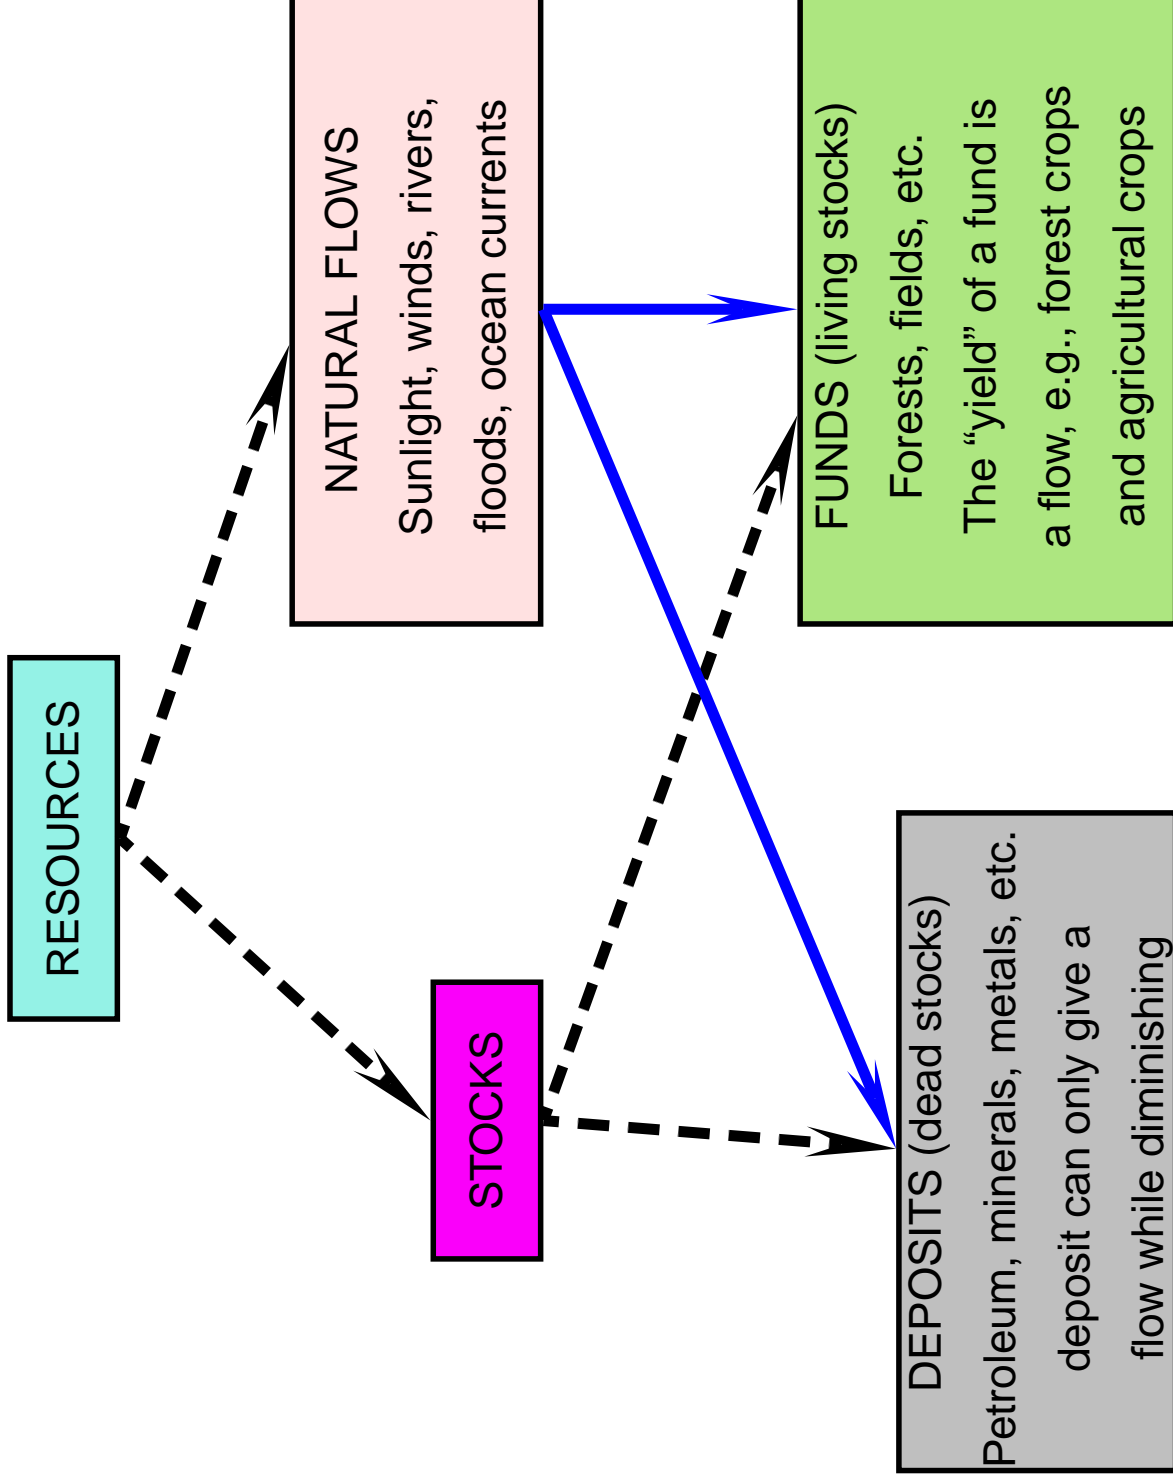 RESOURCES
NATURAL FLOWS
Sunlight, winds, rivers,
floods, ocean currents
STOCKS
FUNDS (living stocks)
Forests, fields, etc.
The “yield” of a fund is
a flow, e.g., forest crops
and agricultural crops
DEPOSITS (dead stocks)
Petroleum, minerals, metals, etc.
deposit can only give a
flow while diminishing